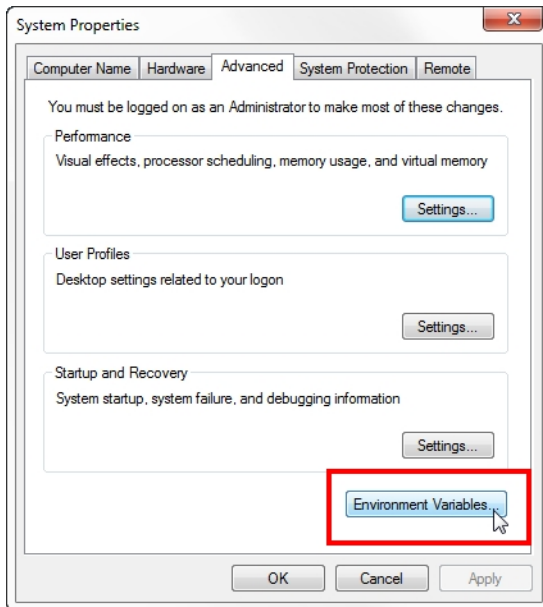 System Properties
Computer Name Hardware Advanced System Protection Remote
You must be logged on as an Administrator to make most of these changes.
Performance
Visual effects, processor scheduling, memory usage, and virtual memory
Settings...
User Profiles
Desktop settings related to your logon
Settings...
Startup and Recovery
System startup, system failure, and debugging information
Settings...
Environment Variables...
OK Cancel Apply